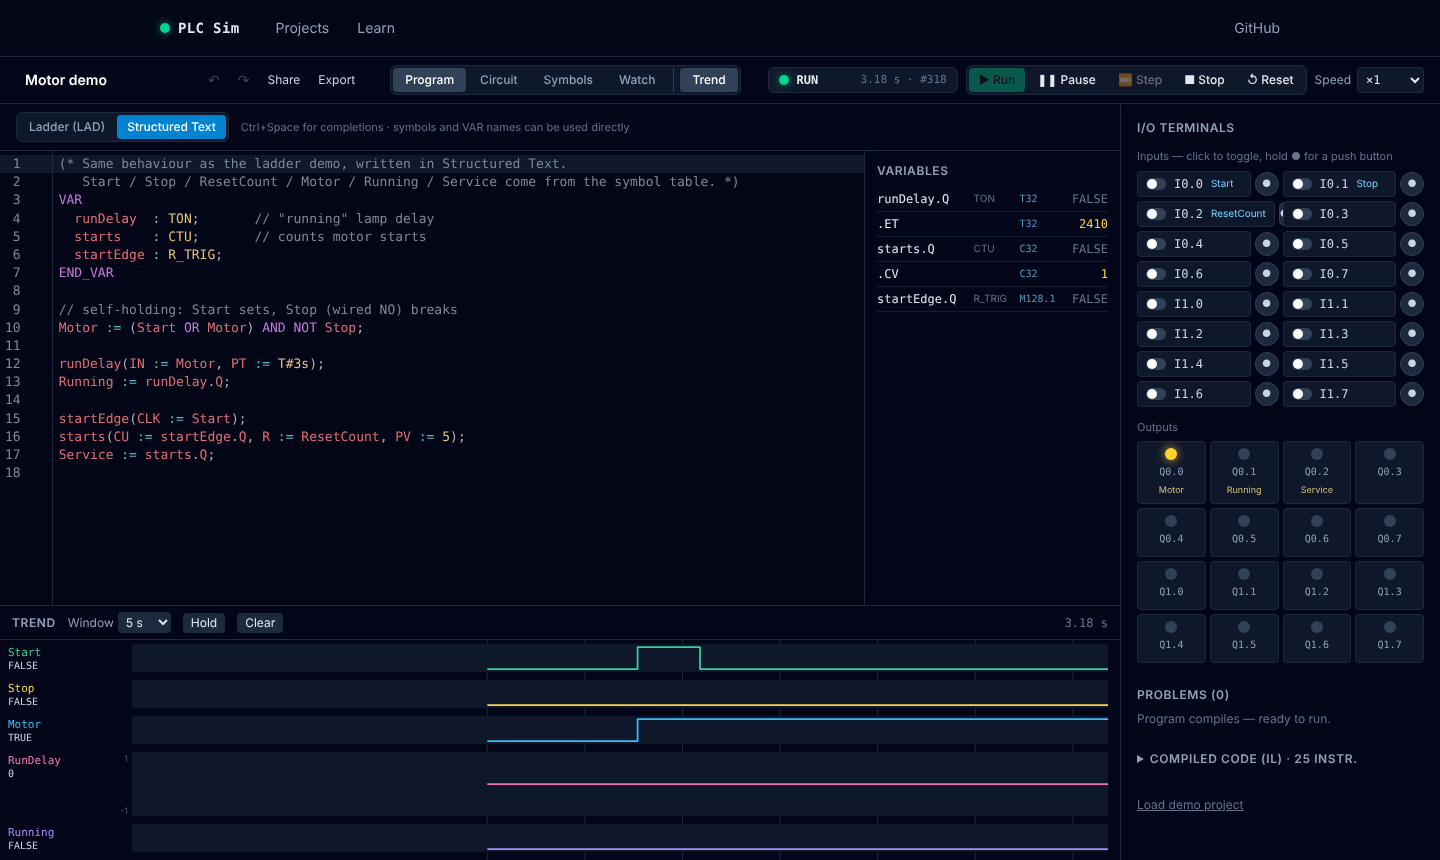 PLC Sim Projects Learn GitHub
Motor demo ↶ ↷ Share Export Program Circuit Symbols Watch Trend RUN 3.18 s · #318 ▶ Run ❚❚ Pause ⏩ Step ■ Stop ↺ Reset Speed ×1
Ladder (LAD) Structured Text Ctrl+Space for completions · symbols and VAR names can be used directly
1 (* Same behaviour as the ladder demo, written in Structured Text.
2 Start / Stop / ResetCount / Motor / Running / Service come from the symbol table. *)
3 VAR
4 runDelay : TON; // "running" lamp delay
5 starts : CTU; // counts motor starts
6 startEdge : R_TRIG;
7 END_VAR
8
9 // self-holding: Start sets, Stop (wired NO) breaks
10 Motor := (Start OR Motor) AND NOT Stop;
11
12 runDelay(IN := Motor, PT := T#3s);
13 Running := runDelay.Q;
14
15 startEdge(CLK := Start);
16 starts(CU := startEdge.Q, R := ResetCount, PV := 5);
17 Service := starts.Q;
18
VARIABLES
runDelay.Q TON T32 FALSE
.ET T32 2410
starts.Q CTU C32 FALSE
.CV C32 1
startEdge.Q R_TRIG M128.1 FALSE
TREND Window 5 s Hold Clear 3.18 s
Start
FALSE
Stop
FALSE
Motor
TRUE
RunDelay 1
0
-1
Running
FALSE
I/O TERMINALS
Inputs — click to toggle, hold ● for a push button
I0.0 Start I0.1 Stop
I0.2 ResetCount I0.3
I0.4 I0.5
I0.6 I0.7
I1.0 I1.1
I1.2 I1.3
I1.4 I1.5
I1.6 I1.7
Outputs
Q0.0 Q0.1 Q0.2 Q0.3
Motor Running Service
Q0.4 Q0.5 Q0.6 Q0.7
Q1.0 Q1.1 Q1.2 Q1.3
Q1.4 Q1.5 Q1.6 Q1.7
PROBLEMS (0)
Program compiles — ready to run.
▶ COMPILED CODE (IL) · 25 INSTR.
Load demo project